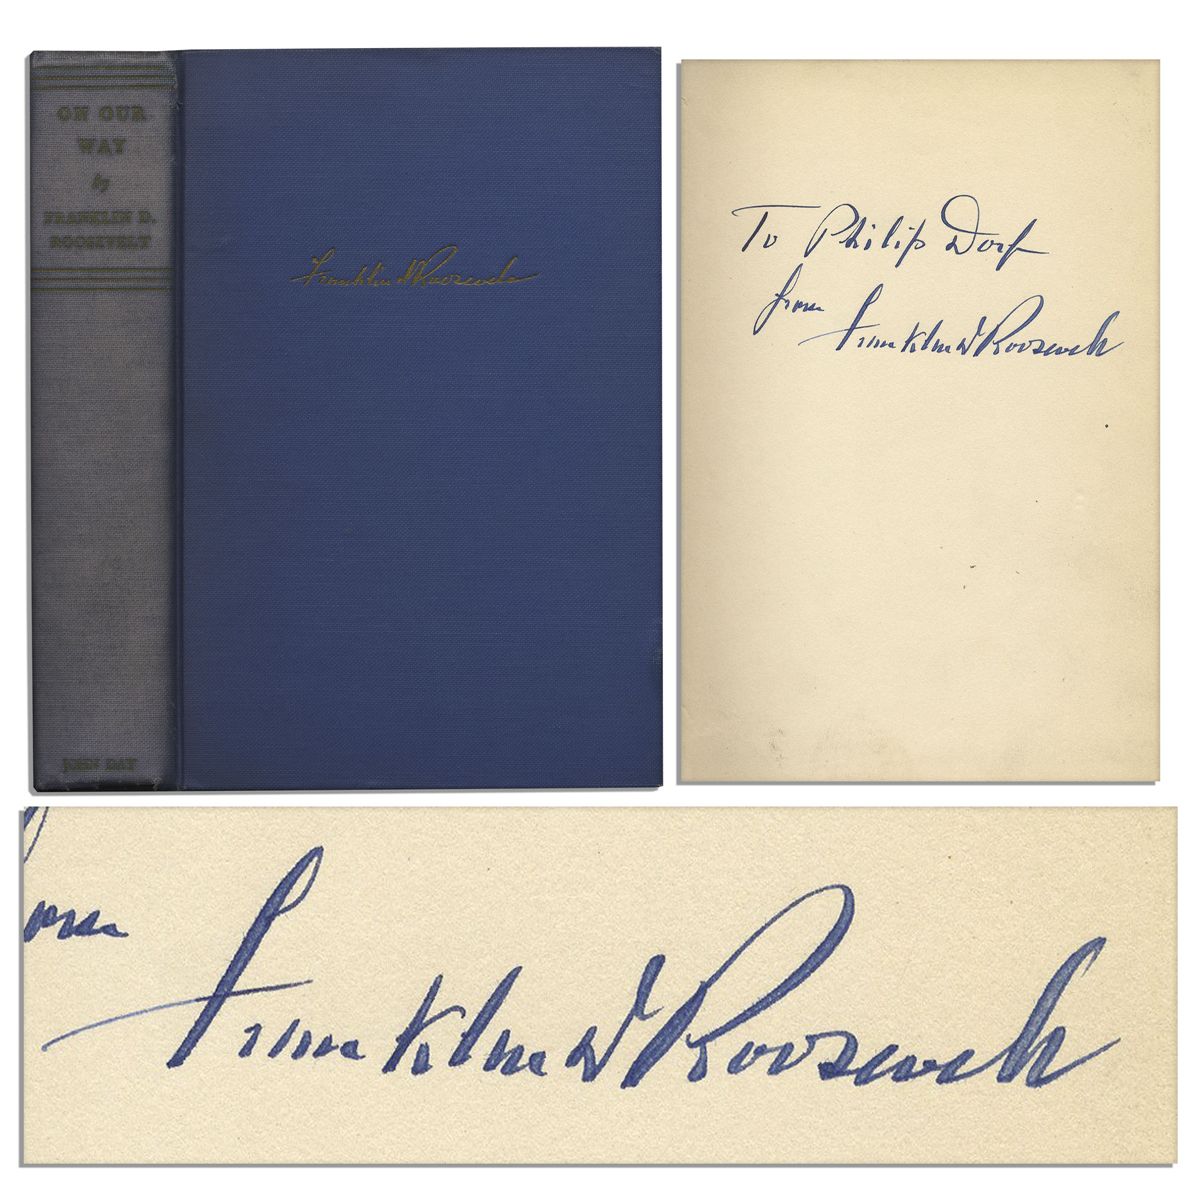 ON OUR
WAY
by
FRANKLIN D.
ROOSEVELT
JOHN DAY
Franklin D Roosevelt
To Philip Dorf
from
Franklin D Roosevelt
from
Franklin D Roosevelt